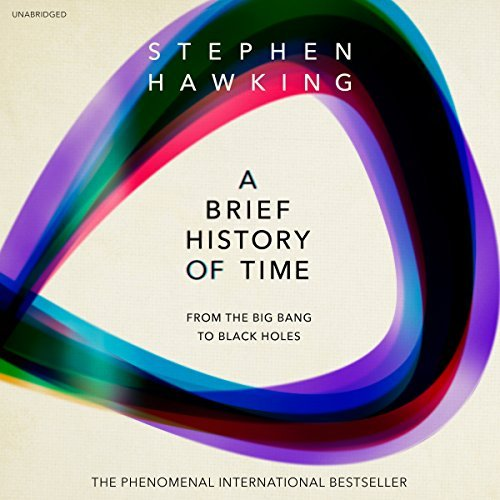 UNABRIDGED
STEPHEN
HAWKING
A
BRIEF
HISTORY
OF TIME
FROM THE BIG BANG
TO BLACK HOLES
THE PHENOMENAL INTERNATIONAL BESTSELLER